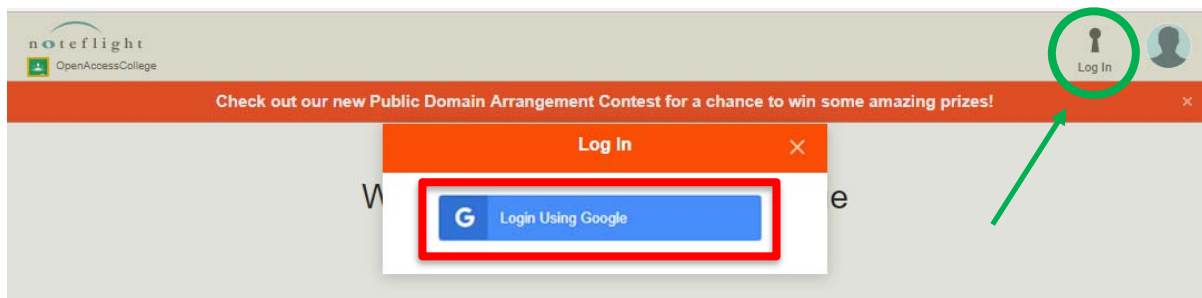 noteflight
OpenAccessCollege
Log In
Check out our new Public Domain Arrangement Contest for a chance to win some amazing prizes!
×
Log In
×
G Login Using Google